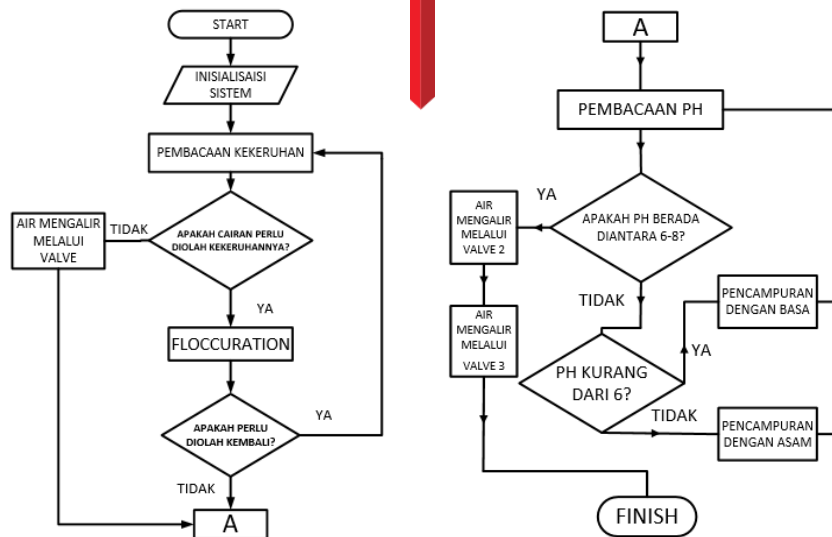 START
INISIALISAISI
SISTEM
PEMBACAAN KEKERUHAN
APAKAH CAIRAN PERLU
DIOLAH KEKERUHANNYA?
TIDAK
AIR MENGALIR
MELALUI
VALVE
YA
FLOCCURATION
APAKAH PERLU
DIOLAH KEMBALI?
YA
TIDAK
A
A
PEMBACAAN PH
APAKAH PH BERADA
DIANTARA 6-8?
YA
AIR
MENGALIR
MELALUI
VALVE 2
AIR
MENGALIR
MELALUI
VALVE 3
TIDAK
PH KURANG
DARI 6?
YA
PENCAMPURAN
DENGAN BASA
TIDAK
PENCAMPURAN
DENGAN ASAM
FINISH